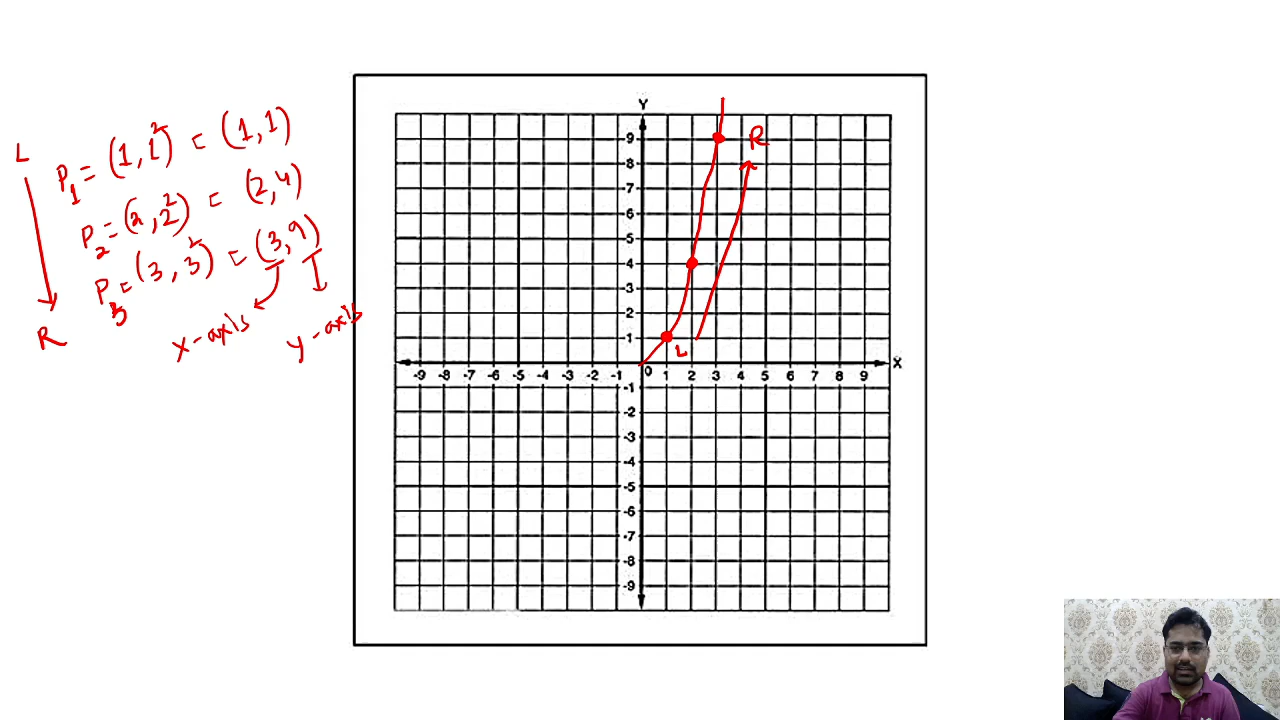 L
P₁ = (1, 1²) = (1, 1)
P₂ = (2, 2²) = (2, 4)
P₃ = (3, 3²) = (3, 9)
R
x-axis
y-axis
Y
R
9
8
7
6
5
4
3
2
1
L
-9 -8 -7 -6 -5 -4 -3 -2 -1 0 1 2 3 4 5 6 7 8 9 X
-1
-2
-3
-4
-5
-6
-7
-8
-9